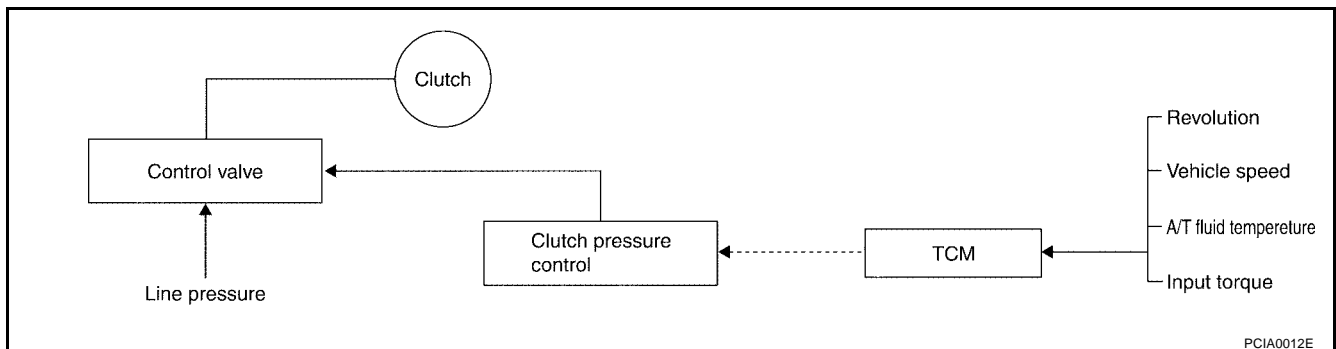 Clutch
Control valve
Line pressure
Clutch pressure
control
TCM
Revolution
Vehicle speed
A/T fluid tempereture
Input torque
PCIA0012E